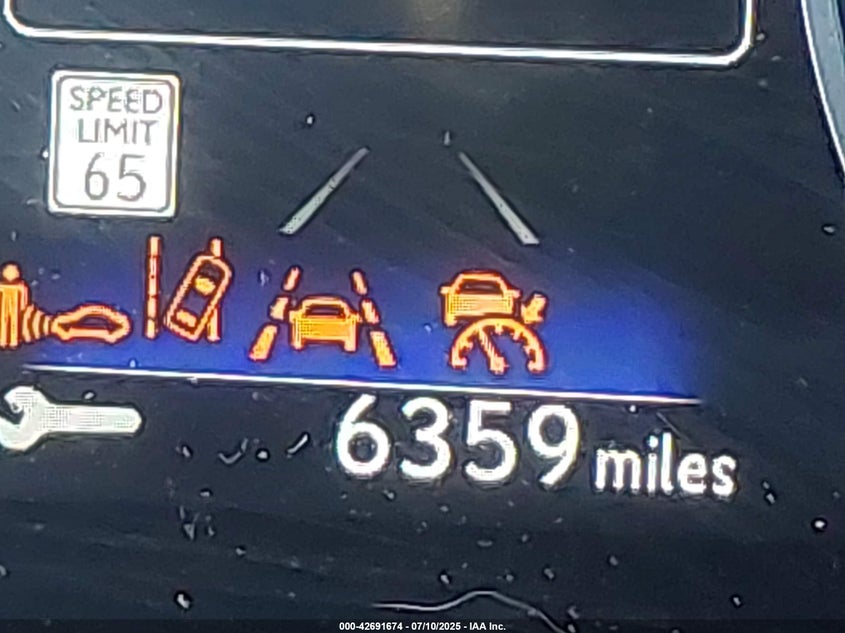 SPEED
LIMIT
65
6359 miles
000-42691674 - 07/10/2025 - IAA Inc.